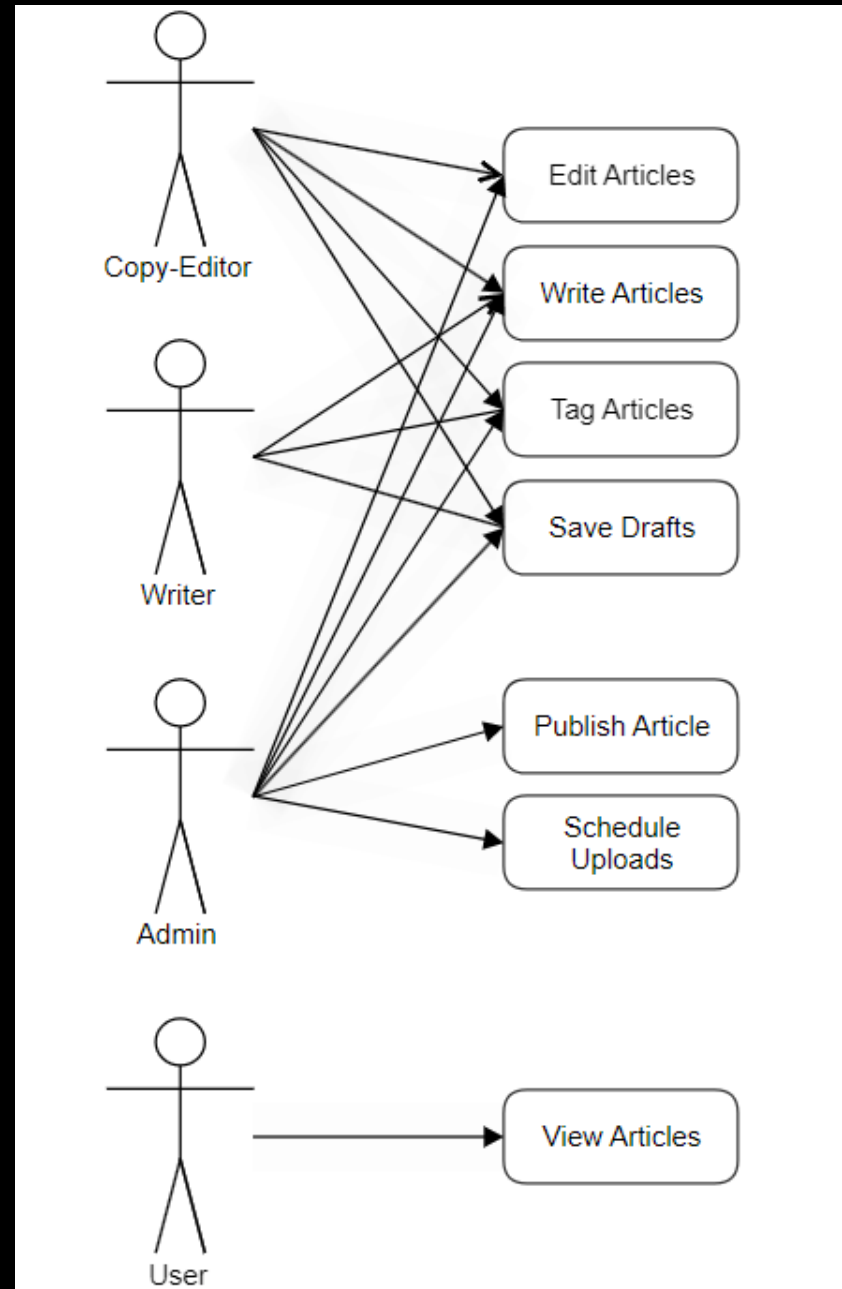 Edit Articles
Copy-Editor
Write Articles
Tag Articles
Save Drafts
Writer
Publish Article
Schedule
Uploads
Admin
View Articles
User